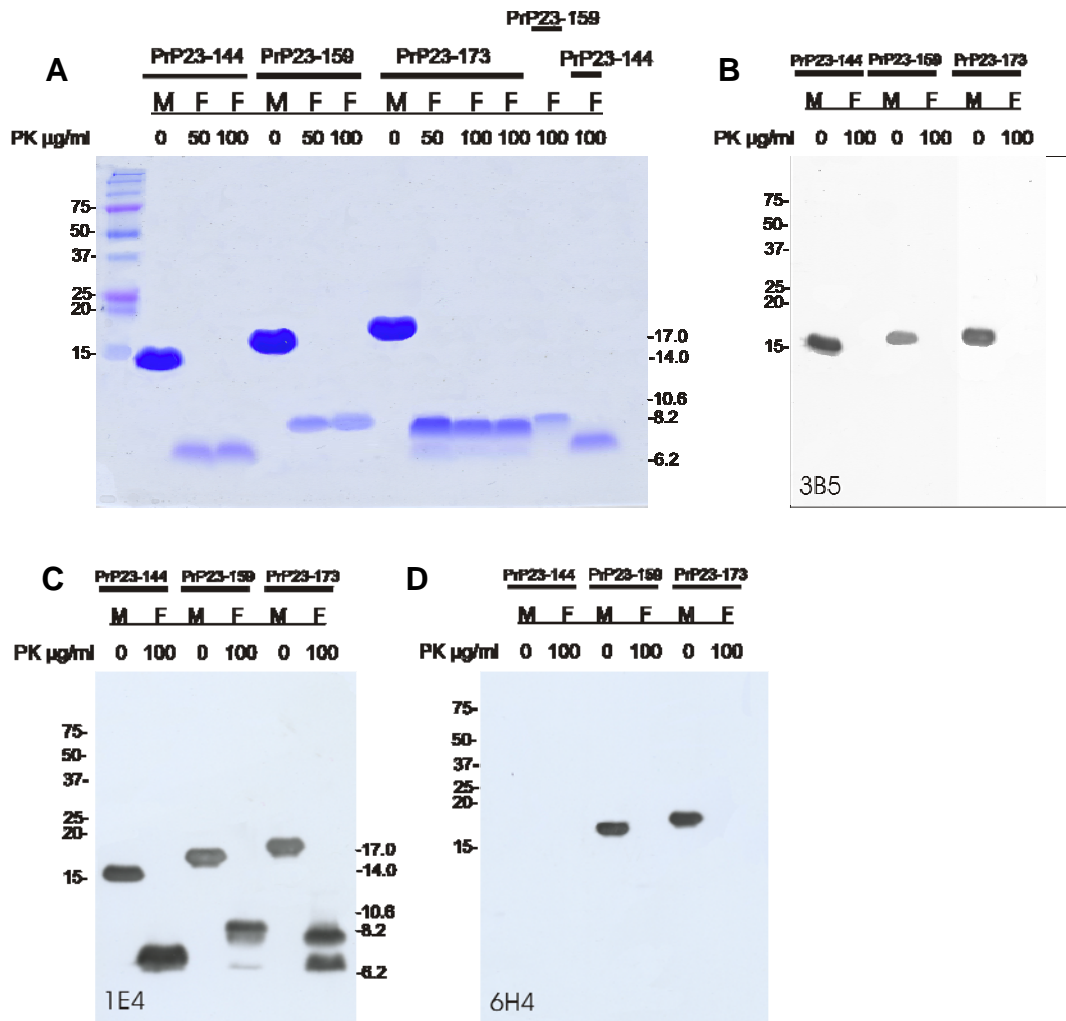 PrP23-159
A
PrP23-144 PrP23-159 PrP23-173 PrP23-144
M F F M F F M F F F F F
PK µg/ml 0 50 100 0 50 100 0 50 100 100 100 100
75-
50-
37-
25-
20-
15-
-17.0
-14.0
-10.6
-8.2
-6.2
B
PrP23-144 PrP23-159 PrP23-173
M F M F M F
0 100 0 100 0 100
75-
50-
37-
25-
20-
15-
3B5
C
PrP23-144 PrP23-159 PrP23-173
M F M F M F
PK µg/ml 0 100 0 100 0 100
75-
50-
37-
25-
20-
15-
-17.0
-14.0
-10.6
-8.2
-6.2
1E4
D
PrP23-144 PrP23-159 PrP23-173
M F M F M F
PK µg/ml 0 100 0 100 0 100
75-
50-
37-
25-
20-
15-
6H4